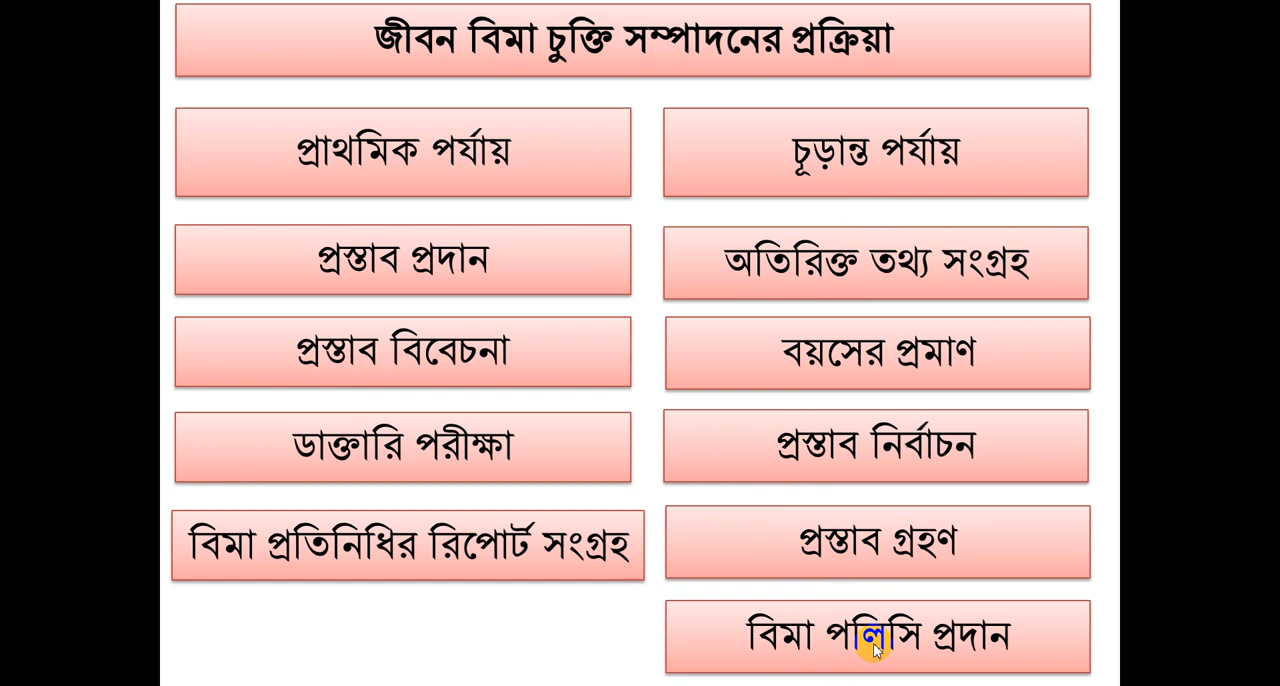 জীবন বিমা চুক্তি সম্পাদনের প্রক্রিয়া
প্রাথমিক পর্যায়
প্রস্তাব প্রদান
প্রস্তাব বিবেচনা
ডাক্তারি পরীক্ষা
বিমা প্রতিনিধির রিপোর্ট সংগ্রহ
চূড়ান্ত পর্যায়
অতিরিক্ত তথ্য সংগ্রহ
বয়সের প্রমাণ
প্রস্তাব নির্বাচন
প্রস্তাব গ্রহণ
বিমা পলিসি প্রদান